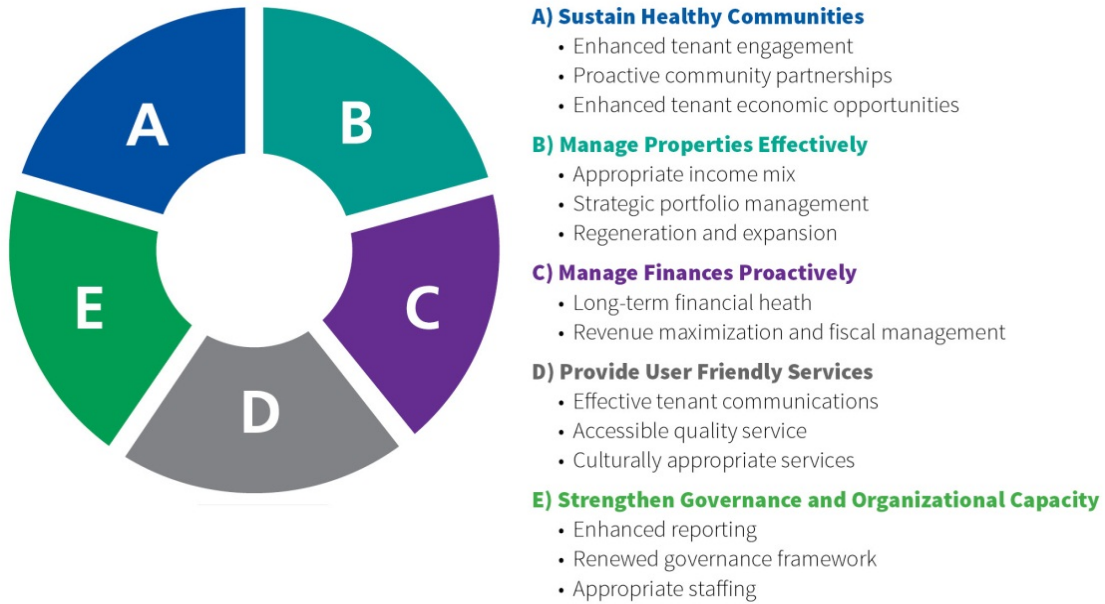 A
B
C
D
E
A) Sustain Healthy Communities
• Enhanced tenant engagement
• Proactive community partnerships
• Enhanced tenant economic opportunities
B) Manage Properties Effectively
• Appropriate income mix
• Strategic portfolio management
• Regeneration and expansion
C) Manage Finances Proactively
• Long-term financial heath
• Revenue maximization and fiscal management
D) Provide User Friendly Services
• Effective tenant communications
• Accessible quality service
• Culturally appropriate services
E) Strengthen Governance and Organizational Capacity
• Enhanced reporting
• Renewed governance framework
• Appropriate staffing